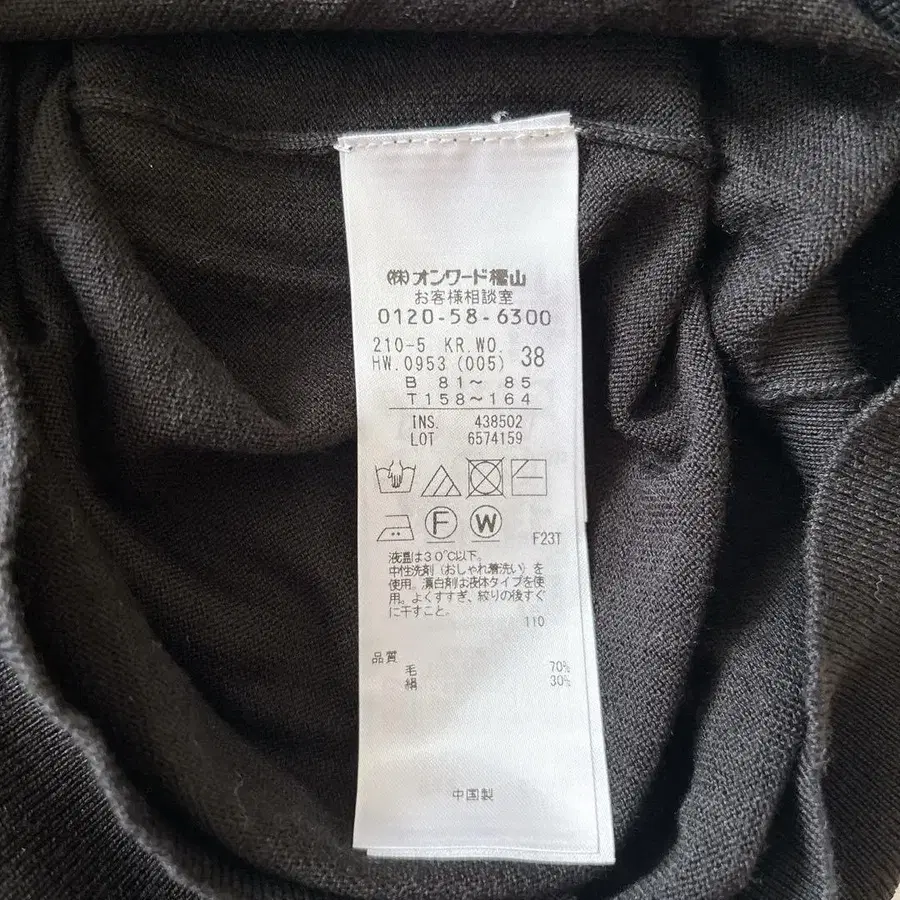 (株)オンワード樫山
お客様相談室
0120-58-6300
210-5 KR.WO.
HW.0953 (005) 38
B 81～ 85
T158～164
INS. 438502
LOT 6574159
F W
F23T
液温は30℃以下。
中性洗剤（おしゃれ着洗い）を
使用。漂白剤は液体タイプを使
用。よくすすぎ、絞りの後すぐ
に干すこと。
110
品質
毛 70%
絹 30%
中国製